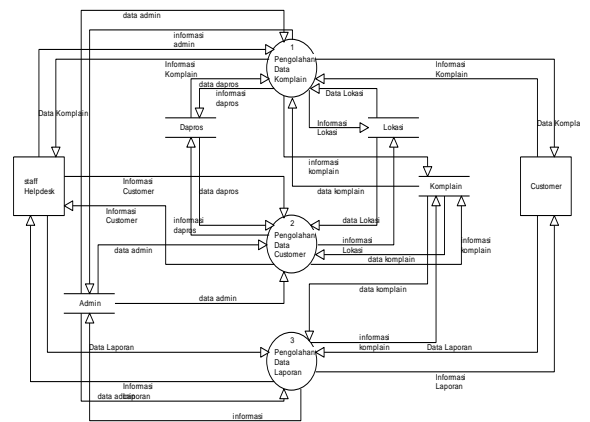 data admin
informasi
admin
1
Pengolahan
Data
Komplain
Informasi
Komplain
data dapros
informasi
dapros
Data Lokasi
Informasi
Komplain
Data Komplain
Data Kompla
Dapros
Informasi
Lokasi
Lokasi
informasi
komplain
staff
Helpdesk
Informasi
Customer
data dapros
data komplain
Komplain
Customer
Informasi
Customer
informasi
dapros
2
Pengolahan
Data
Customer
data Lokasi
informasi
Lokasi
data komplain
informasi
komplain
data admin
data komplain
Admin
data admin
3
Pengolahan
Data
Laporan
informasi
komplain
Data Laporan
Data Laporan
Informasi
Laporan
data admin
Informasi
Laporan
informasi